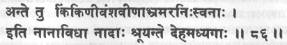 अन्ते तु किंकिणीवंशवीणाभ्रमरनिःस्वनाः ।
इति नानाविधा नादाः श्रूयन्ते देहमध्यगाः ॥ ८६ ॥